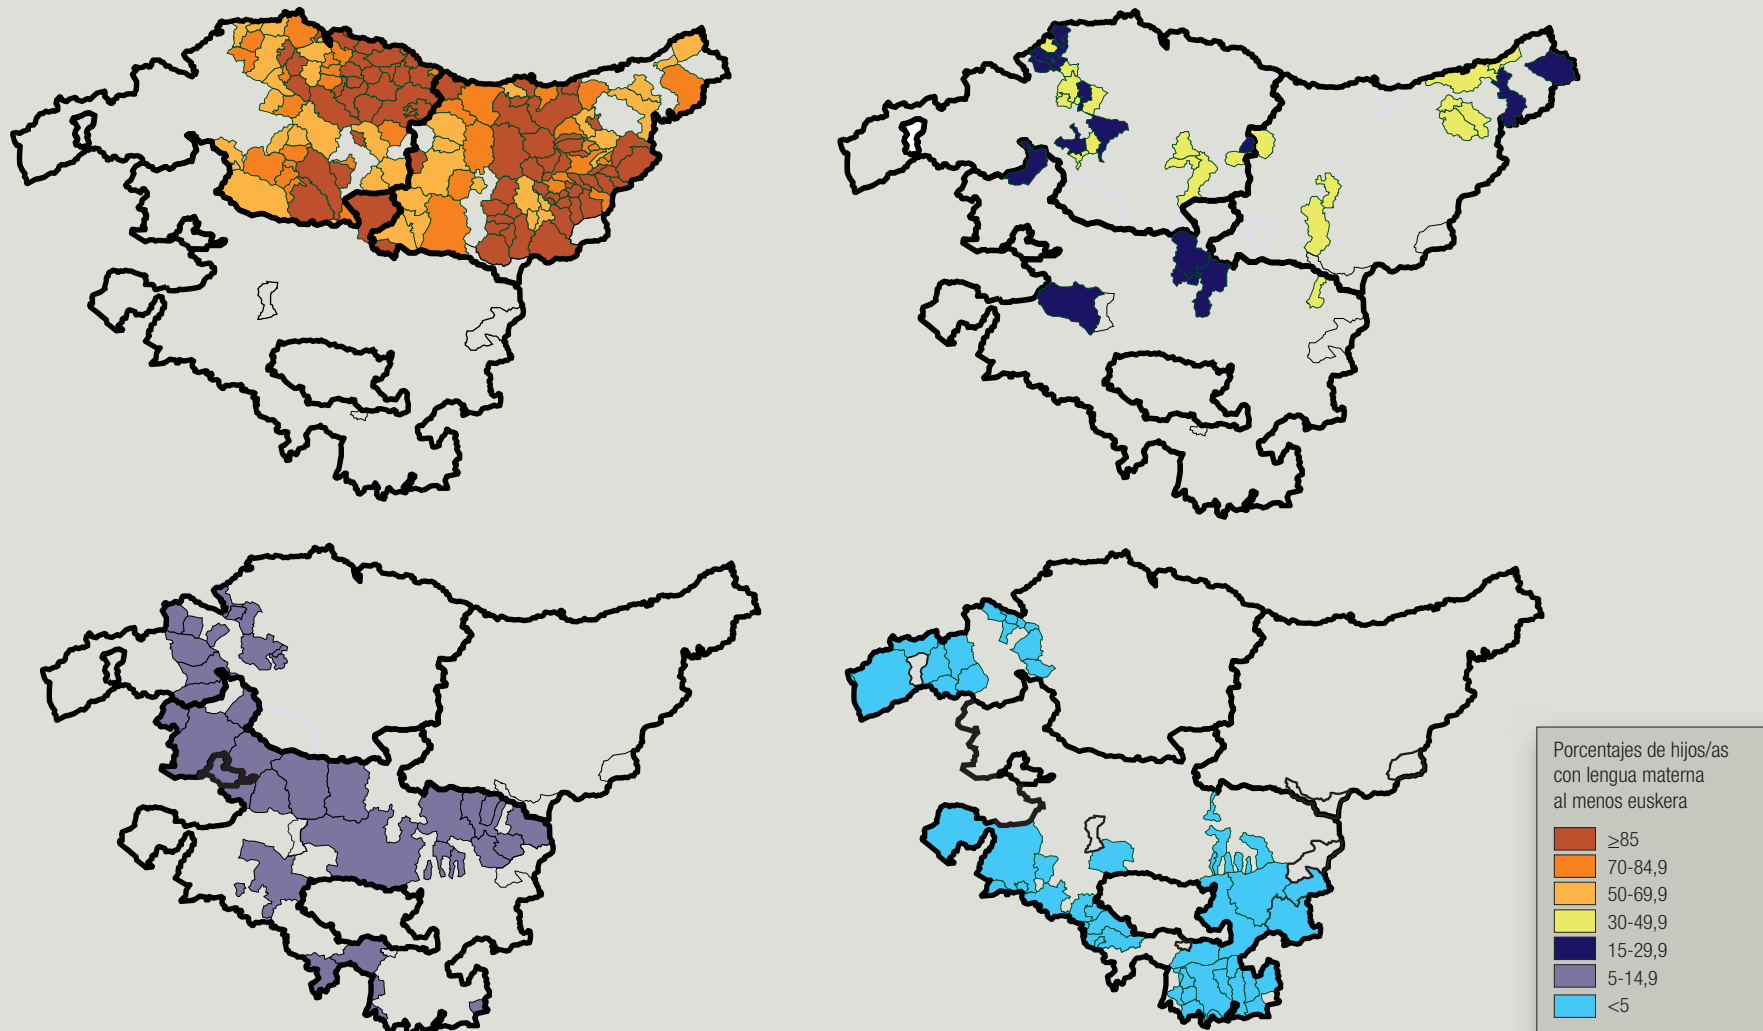 Porcentajes de hijos/as
con lengua materna
al menos euskera
≥85
70-84,9
50-69,9
30-49,9
15-29,9
5-14,9
<5